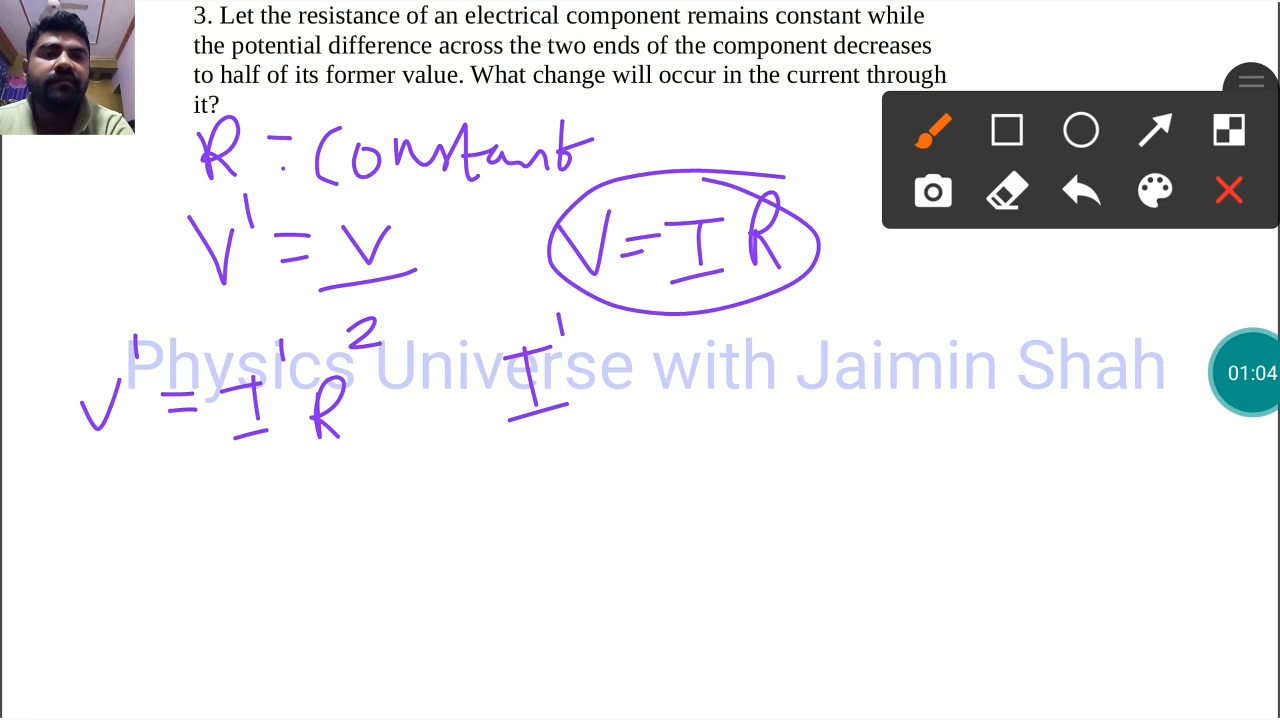 3. Let the resistance of an electrical component remains constant while
the potential difference across the two ends of the component decreases
to half of its former value. What change will occur in the current through
it?
R = Constant
V' = V/2
V = IR
Physics Universe with Jaimin Shah
V' = I'R
I'
01:04